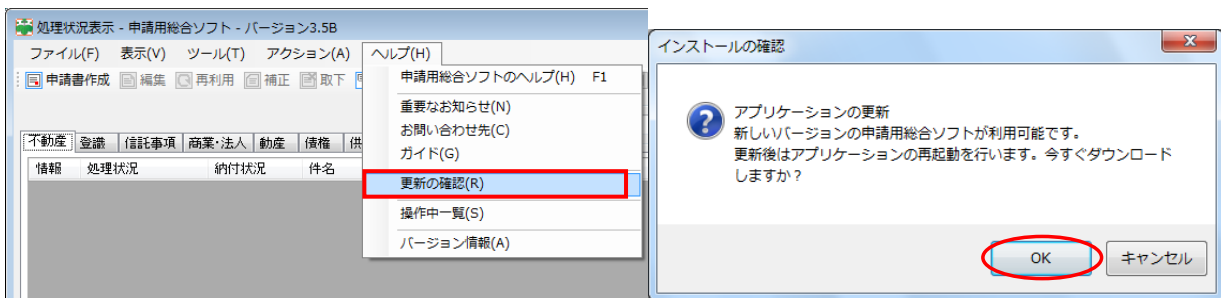 処理状況表示 - 申請用総合ソフト - バージョン3.5B
ファイル(F) 表示(V) ツール(T) アクション(A) ヘルプ(H)
申請書作成 編集 再利用 補正 取下
申請用総合ソフトのヘルプ(H) F1
重要なお知らせ(N)
お問い合わせ先(C)
ガイド(G)
更新の確認(R)
操作中一覧(S)
バージョン情報(A)
不動産 登識 信託事項 商業・法人 動産 債権 供
情報 処理状況 納付状況 件名
インストールの確認
アプリケーションの更新
新しいバージョンの申請用総合ソフトが利用可能です。
更新後はアプリケーションの再起動を行います。今すぐダウンロード
しますか？
OK キャンセル